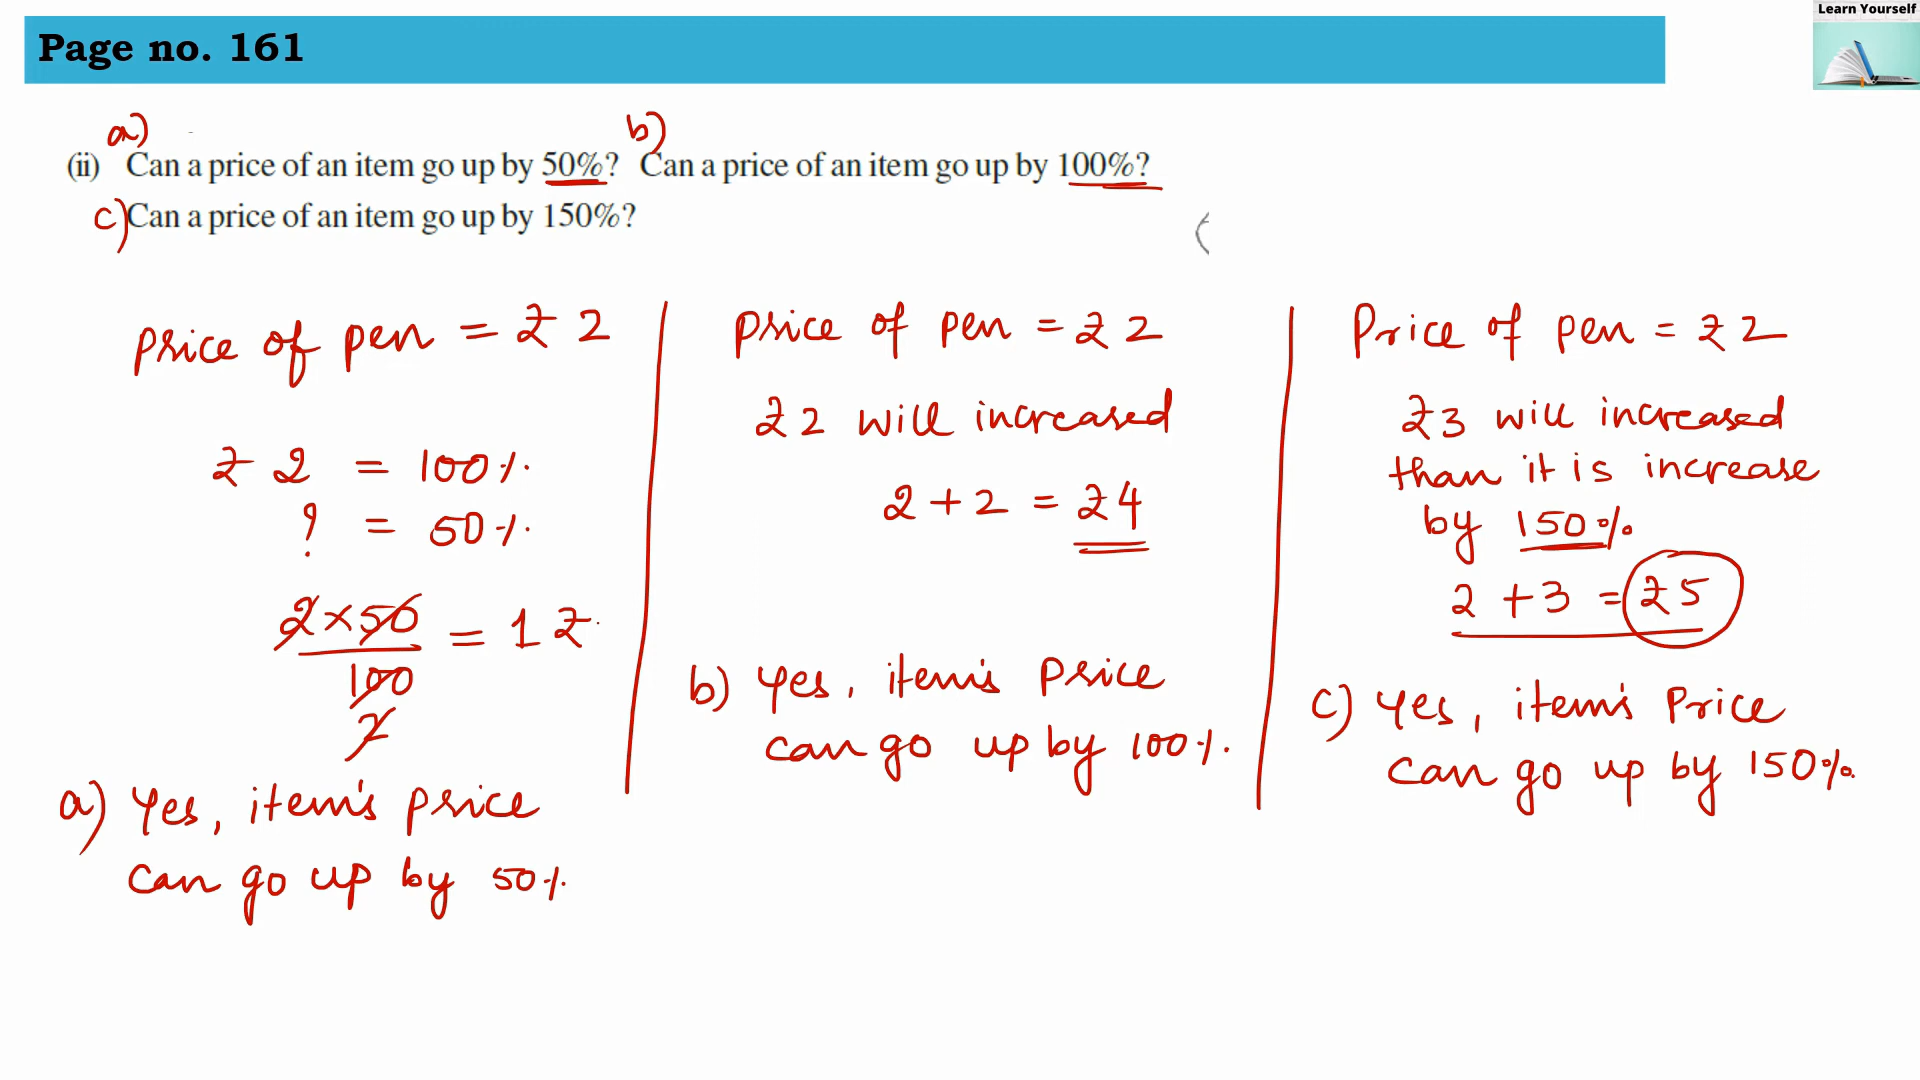 Learn Yourself
Page no. 161
a) b)
(ii) Can a price of an item go up by 50%? Can a price of an item go up by 100%?
c) Can a price of an item go up by 150%?
(
Price of pen = ₹ 2
₹ 2 = 100%.
? = 50%.
2 × 50 = 1 ₹.
100
2
a) Yes, item's price
can go up by 50%.
Price of pen = ₹ 2
₹ 2 will increased
2 + 2 = ₹4
b) Yes, item's Price
can go up by 100%.
Price of pen = ₹ 2
₹3 will increased
than it is increase
by 150%.
2 + 3 = ₹5
c) Yes, item's Price
can go up by 150%.